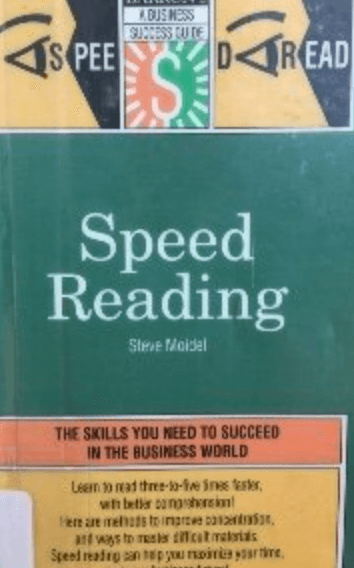 BARRON'S
A BUSINESS
SUCCESS GUIDE
SPEE $ D READ
Speed
Reading
Steve Moidel
THE SKILLS YOU NEED TO SUCCEED
IN THE BUSINESS WORLD
Learn to read three-to-five times faster,
with better comprehension!
Here are methods to improve concentration,
and ways to master difficult materials.
Speed reading can help you maximize your time,